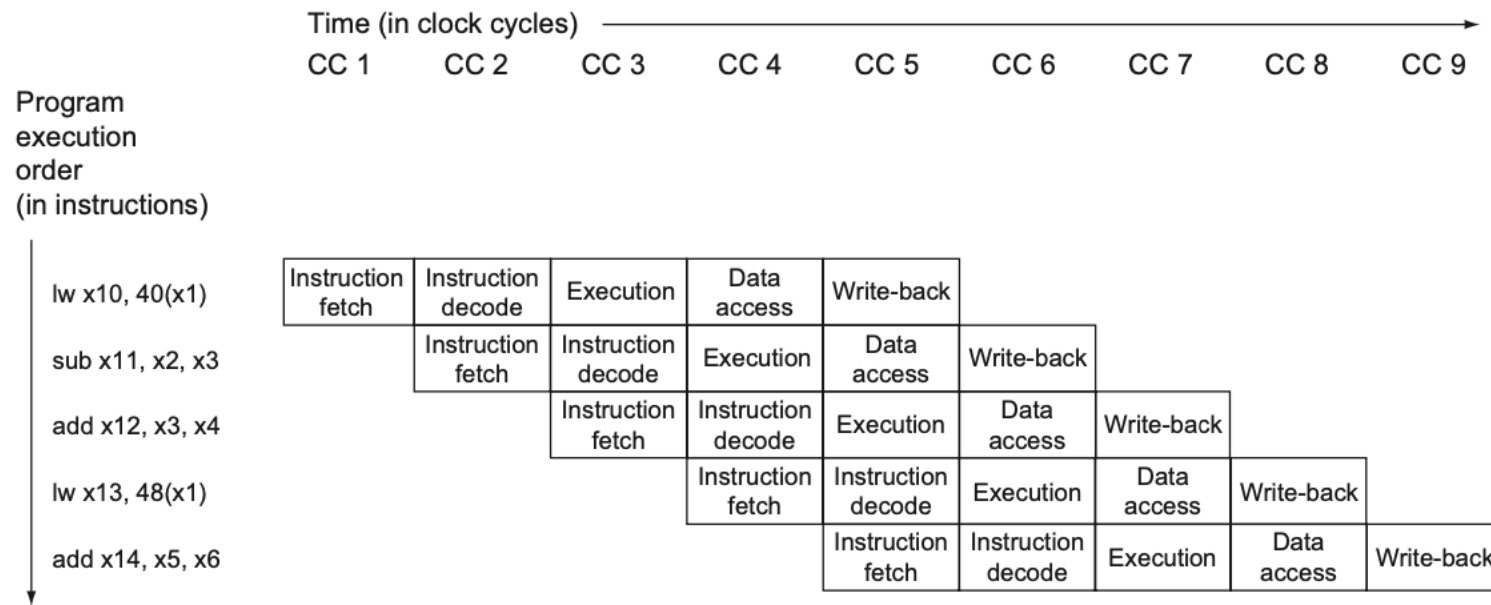 Time (in clock cycles)
CC 1 CC 2 CC 3 CC 4 CC 5 CC 6 CC 7 CC 8 CC 9
Program
execution
order
(in instructions)
lw x10, 40(x1)
Instruction
fetch
Instruction
decode
Execution
Data
access
Write-back
sub x11, x2, x3
Instruction
fetch
Instruction
decode
Execution
Data
access
Write-back
add x12, x3, x4
Instruction
fetch
Instruction
decode
Execution
Data
access
Write-back
lw x13, 48(x1)
Instruction
fetch
Instruction
decode
Execution
Data
access
Write-back
add x14, x5, x6
Instruction
fetch
Instruction
decode
Execution
Data
access
Write-back